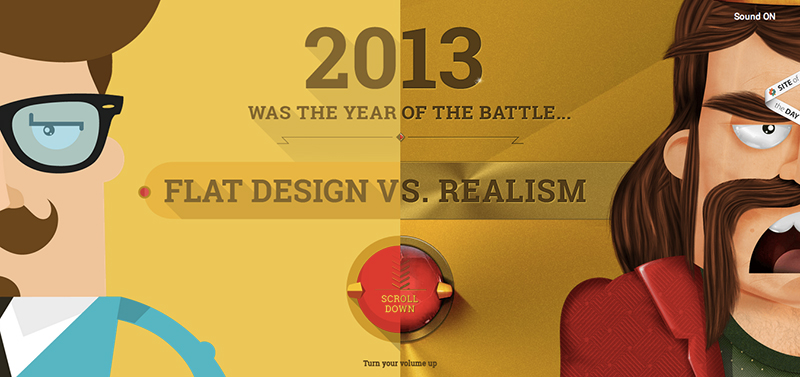 Sound ON
2013
WAS THE YEAR OF THE BATTLE...
SITE of
the DAY
FLAT DESIGN VS. REALISM
SCROLL
DOWN
Turn your volume up